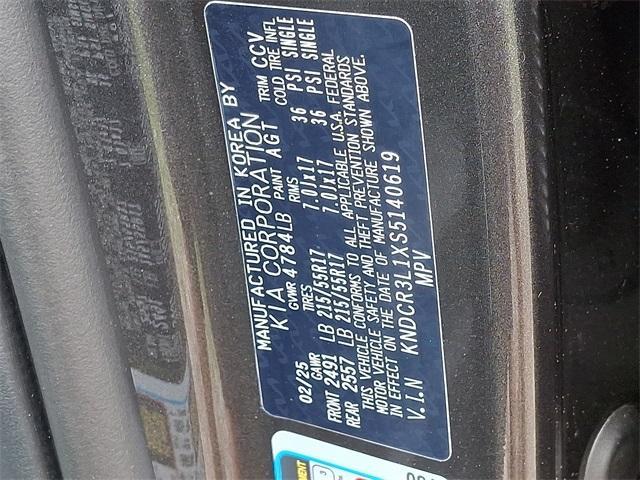 MANUFACTURED IN KOREA BY
KIA CORPORATION
02/25 GVWR 4784LB PAINT AGT TRIM CCV
GAWR TIRES RIMS COLD TIRE INFL
FRONT 2491 LB 215/55R17 7.0Jx17 36 PSI SINGLE
REAR 2557 LB 215/55R17 7.0Jx17 36 PSI SINGLE
THIS VEHICLE CONFORMS TO ALL APPLICABLE U.S.A. FEDERAL
MOTOR VEHICLE SAFETY AND THEFT PREVENTION STANDARDS
IN EFFECT ON THE DATE OF MANUFACTURE SHOWN ABOVE.
V.I.N KNDCR3L1XS5140619
MPV